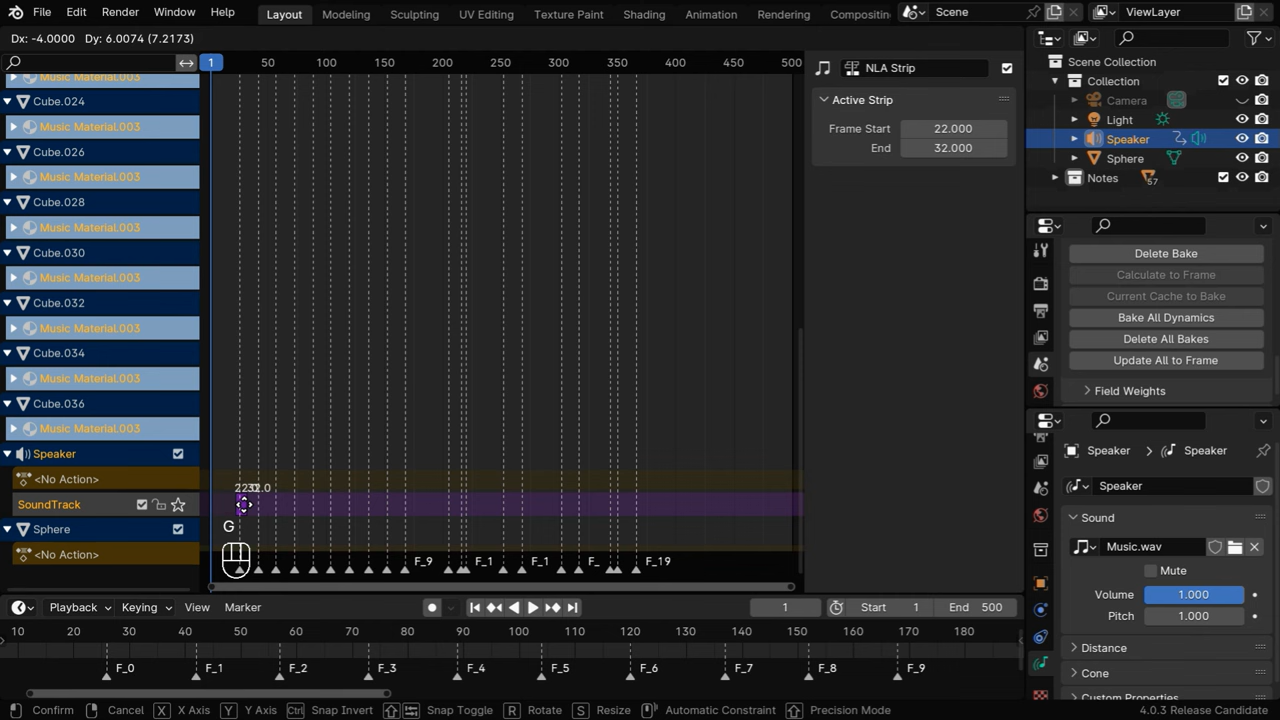 File Edit Render Window Help Layout Modeling Sculpting UV Editing Texture Paint Shading Animation Rendering Compositing Scene ViewLayer
Dx: -4.0000 Dy: 6.0074 (7.2173)
1 50 100 150 200 250 300 350 400 450 500
Music Material.003
Cube.024
Music Material.003
Cube.026
Music Material.003
Cube.028
Music Material.003
Cube.030
Music Material.003
Cube.032
Music Material.003
Cube.034
Music Material.003
Cube.036
Music Material.003
Speaker
<No Action>
SoundTrack
Sphere
<No Action>
G
F_9 F_1 F_1 F_ F_19
NLA Strip
Active Strip
Frame Start 22.000
End 32.000
Scene Collection
Collection
Camera
Light
Speaker
Sphere
Notes 57
Delete Bake
Calculate to Frame
Current Cache to Bake
Bake All Dynamics
Delete All Bakes
Update All to Frame
Field Weights
Speaker Speaker
Speaker
Sound
Music.wav
Mute
Volume 1.000
Pitch 1.000
Distance
Cone
Custom Properties
Playback Keying View Marker 1 Start 1 End 500
10 20 30 40 50 60 70 80 90 100 110 120 130 140 150 160 170 180
F_0 F_1 F_2 F_3 F_4 F_5 F_6 F_7 F_8 F_9
Confirm Cancel X X Axis Y Y Axis Ctrl Snap Invert Snap Toggle R Rotate S Resize Automatic Constraint Precision Mode 4.0.3 Release Candidate